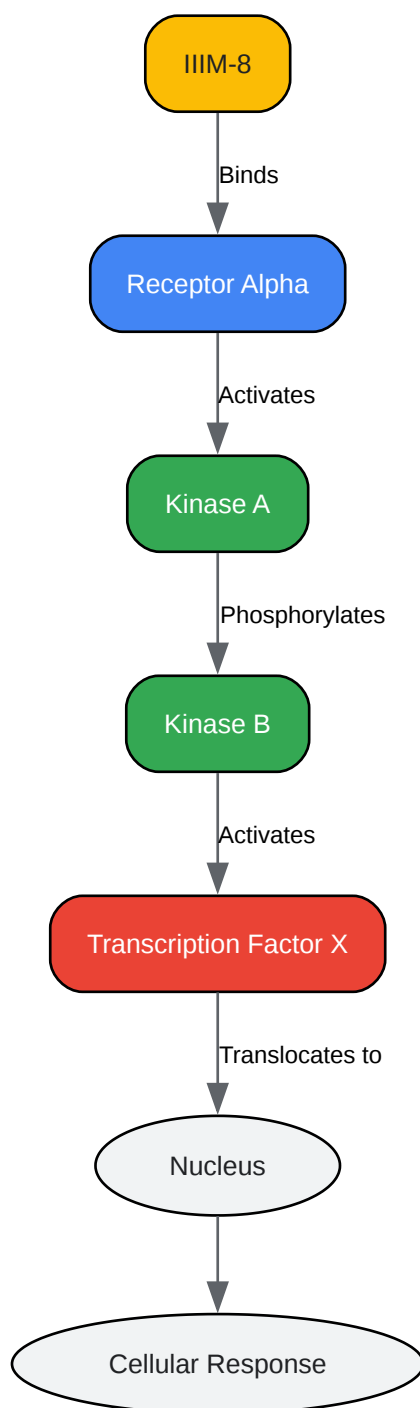 IIIM-8
Binds
Receptor Alpha
Activates
Kinase A
Phosphorylates
Kinase B
Activates
Transcription Factor X
Translocates to
Nucleus
Cellular Response